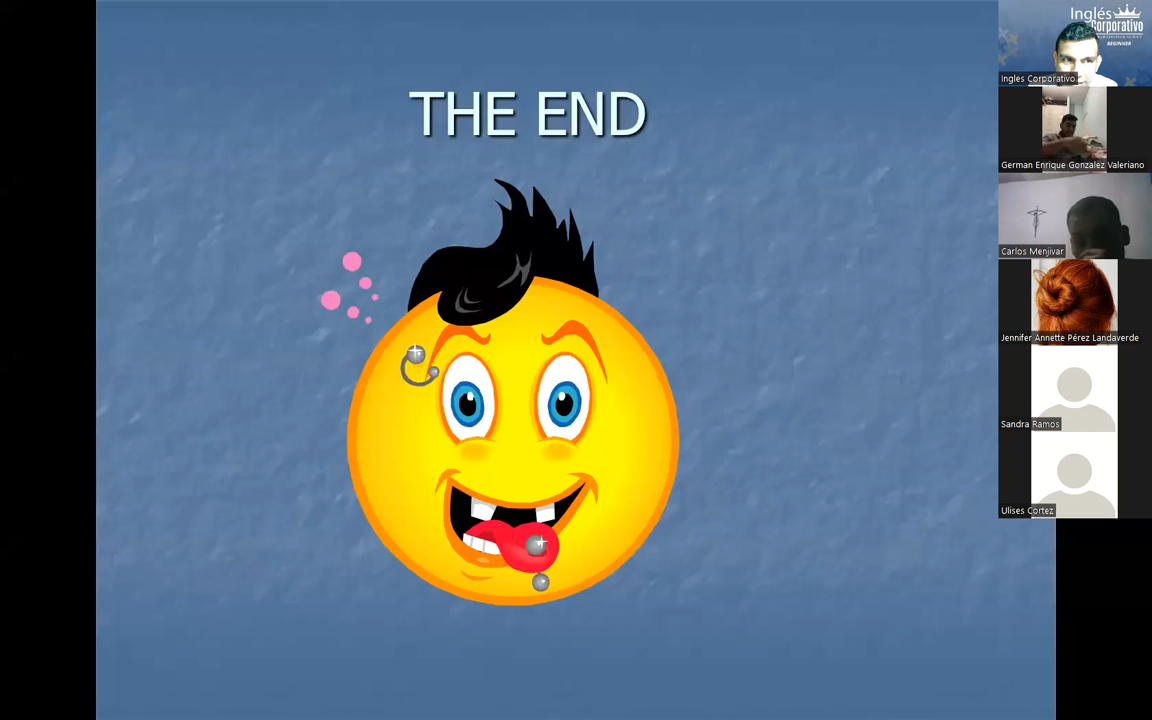 THE END
Inglés
Corporativo
BEGINNER
Ingles Corporativo
German Enrique Gonzalez Valeriano
Carlos Menjivar
Jennifer Annette Pérez Landaverde
Sandra Ramos
Ulises Cortez